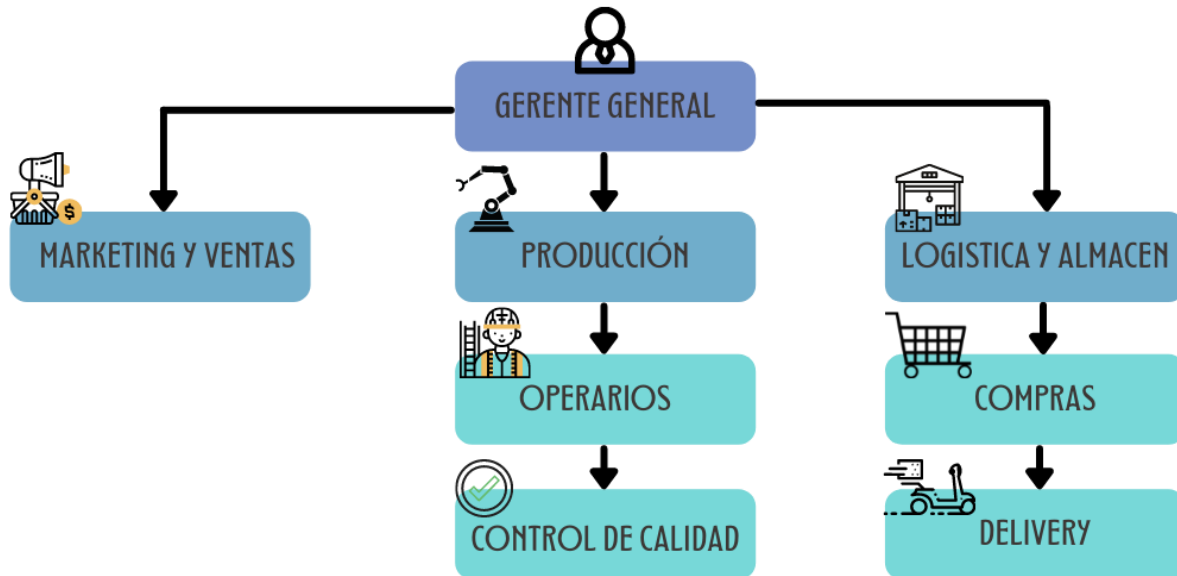 GERENTE GENERAL
MARKETING Y VENTAS
PRODUCCIÓN
LOGISTICA Y ALMACEN
OPERARIOS
COMPRAS
CONTROL DE CALIDAD
DELIVERY
$